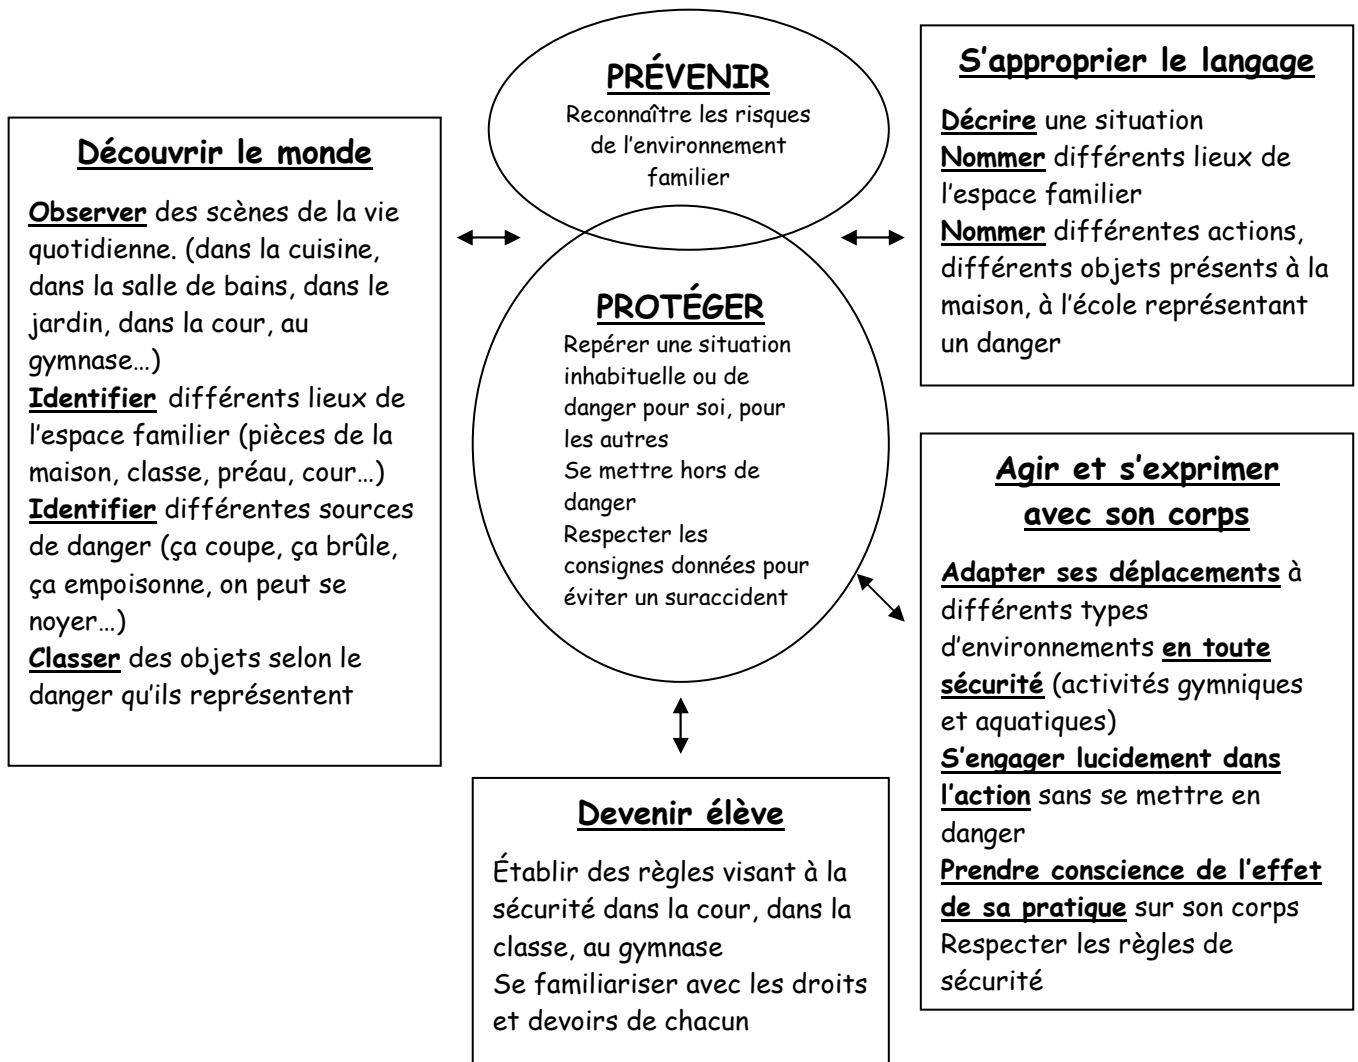 PRÉVENIR
Reconnaître les risques
de l'environnement
familier
S'approprier le langage
Décrire une situation
Nommer différents lieux de
l'espace familier
Nommer différentes actions,
différents objets présents à la
maison, à l'école représentant
un danger
Découvrir le monde
Observer des scènes de la vie
quotidienne. (dans la cuisine,
dans la salle de bains, dans le
jardin, dans la cour, au
gymnase…)
Identifier différents lieux de
l'espace familier (pièces de la
maison, classe, préau, cour…)
Identifier différentes sources
de danger (ça coupe, ça brûle,
ça empoisonne, on peut se
noyer…)
Classer des objets selon le
danger qu'ils représentent
PROTÉGER
Repérer une situation
inhabituelle ou de
danger pour soi, pour
les autres
Se mettre hors de
danger
Respecter les
consignes données pour
éviter un suraccident
Agir et s'exprimer
avec son corps
Adapter ses déplacements à
différents types
d'environnements en toute
sécurité (activités gymniques
et aquatiques)
S'engager lucidement dans
l'action sans se mettre en
danger
Prendre conscience de l'effet
de sa pratique sur son corps
Respecter les règles de
sécurité
Devenir élève
Établir des règles visant à la
sécurité dans la cour, dans la
classe, au gymnase
Se familiariser avec les droits
et devoirs de chacun